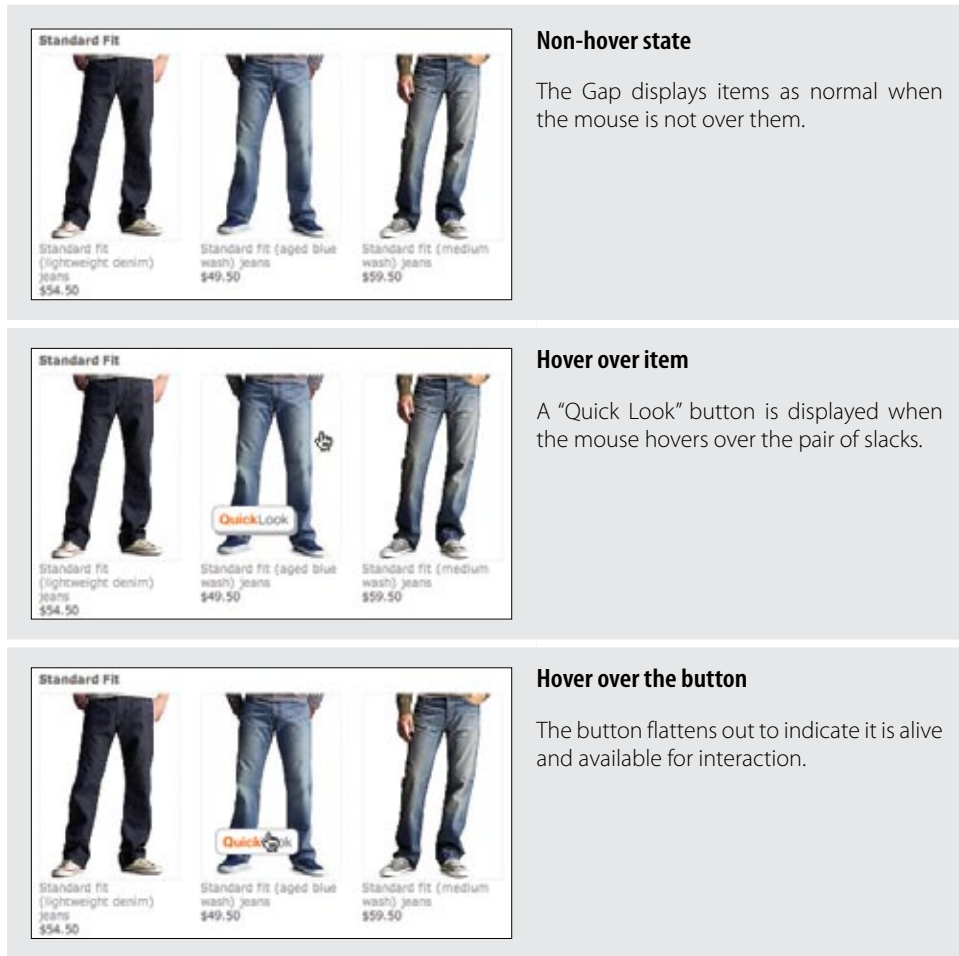 Standard Fit
Standard fit
(lightweight denim)
jeans
$54.50
Standard fit (aged blue
wash) jeans
$49.50
Standard fit (medium
wash) jeans
$59.50
Non-hover state
The Gap displays items as normal when
the mouse is not over them.
Standard Fit
QuickLook
Standard fit
(lightweight denim)
jeans
$54.50
Standard fit (aged blue
wash) jeans
$49.50
Standard fit (medium
wash) jeans
$59.50
Hover over item
A “Quick Look” button is displayed when
the mouse hovers over the pair of slacks.
Standard Fit
Quick
Standard fit
(lightweight denim)
jeans
$54.50
Standard fit (aged blue
wash) jeans
$49.50
Standard fit (medium
wash) jeans
$59.50
Hover over the button
The button flattens out to indicate it is alive
and available for interaction.